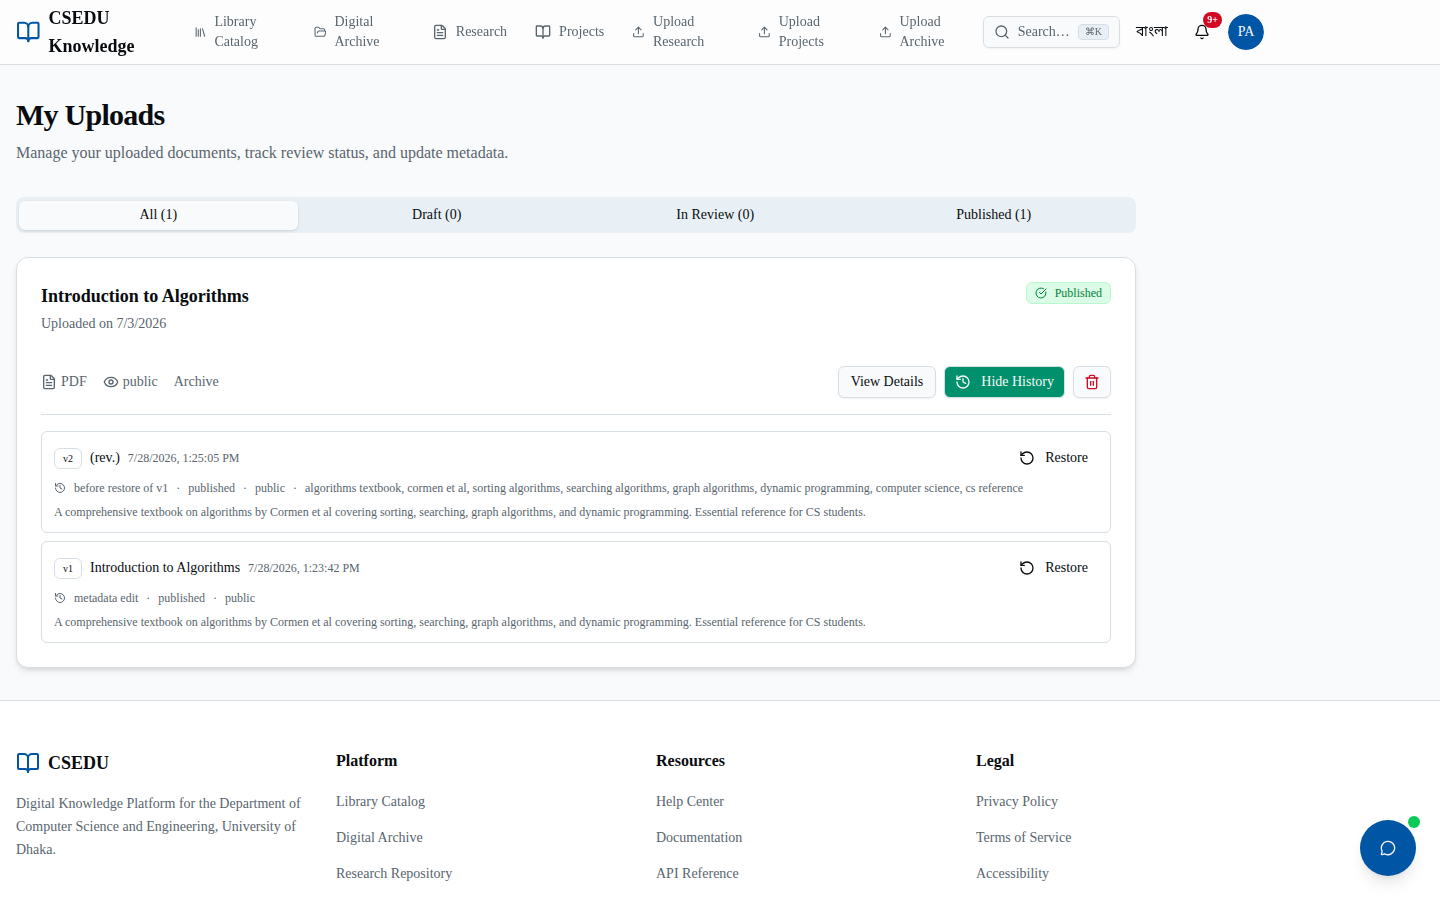 CSEDU
Knowledge
Library
Catalog
Digital
Archive
Research
Projects
Upload
Research
Upload
Projects
Upload
Archive
Search…
⌘K
বাংলা
9+
PA
My Uploads
Manage your uploaded documents, track review status, and update metadata.
All (1)
Draft (0)
In Review (0)
Published (1)
Introduction to Algorithms
Published
Uploaded on 7/3/2026
PDF
public
Archive
View Details
Hide History
v2 (rev.) 7/28/2026, 1:25:05 PM
Restore
before restore of v1 · published · public · algorithms textbook, cormen et al, sorting algorithms, searching algorithms, graph algorithms, dynamic programming, computer science, cs reference
A comprehensive textbook on algorithms by Cormen et al covering sorting, searching, graph algorithms, and dynamic programming. Essential reference for CS students.
v1 Introduction to Algorithms 7/28/2026, 1:23:42 PM
Restore
metadata edit · published · public
A comprehensive textbook on algorithms by Cormen et al covering sorting, searching, graph algorithms, and dynamic programming. Essential reference for CS students.
CSEDU
Digital Knowledge Platform for the Department of
Computer Science and Engineering, University of
Dhaka.
Platform
Library Catalog
Digital Archive
Research Repository
Resources
Help Center
Documentation
API Reference
Legal
Privacy Policy
Terms of Service
Accessibility